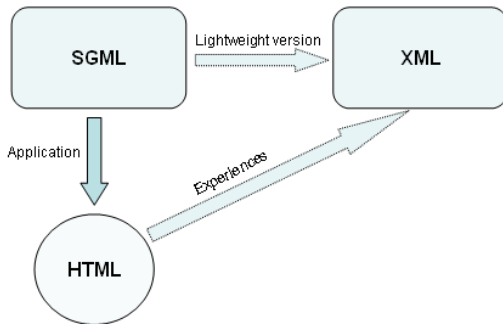 Lightweight version
SGML
XML
Application
Experiences
HTML